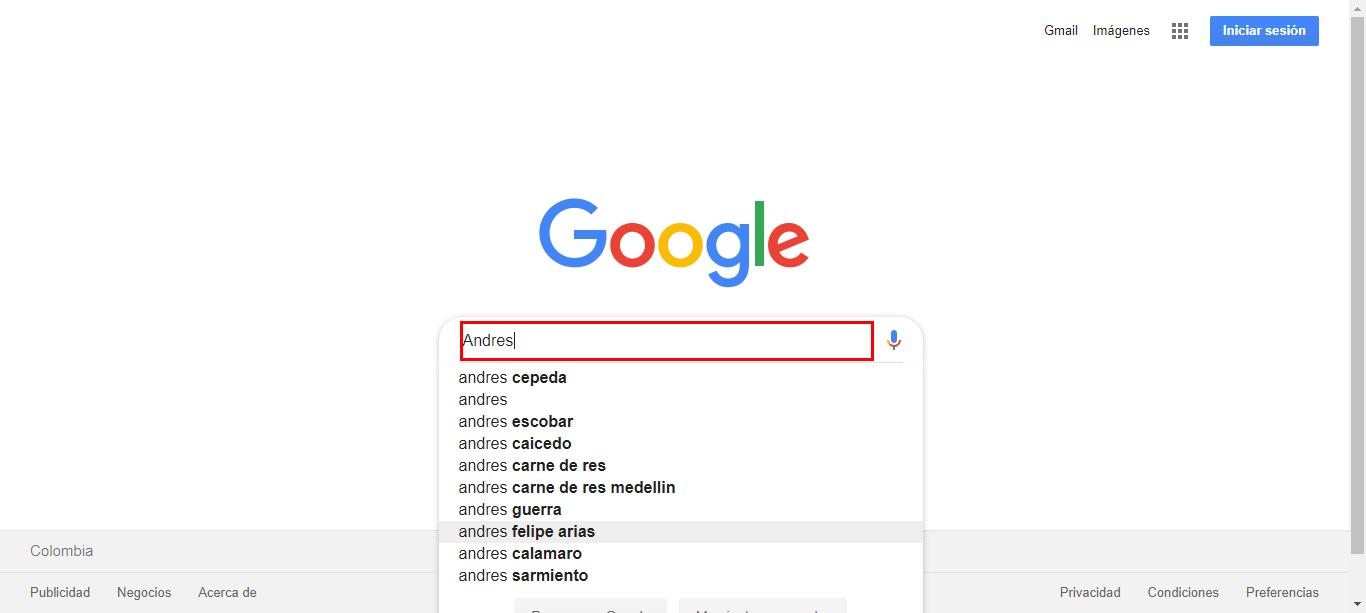 Gmail Imágenes Iniciar sesión
Google
Andres
andres cepeda
andres
andres escobar
andres caicedo
andres carne de res
andres carne de res medellin
andres guerra
andres felipe arias
andres calamaro
andres sarmiento
Colombia
Publicidad Negocios Acerca de Privacidad Condiciones Preferencias